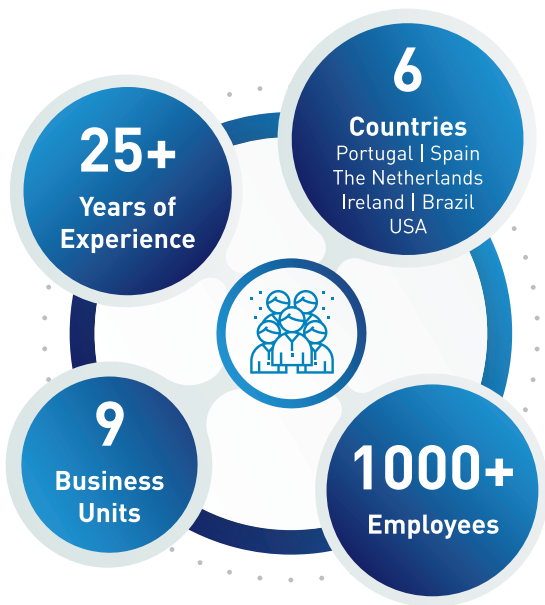 25+
Years of
Experience
6
Countries
Portugal | Spain
The Netherlands
Ireland | Brazil
USA
9
Business
Units
1000+
Employees